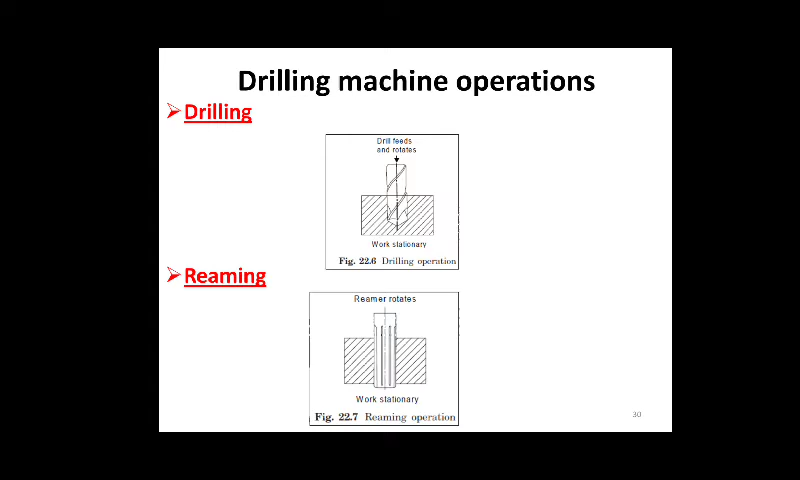 Drilling machine operations
Drilling
Drill feeds
and rotates
Work stationary
Fig. 22.6 Drilling operation
Reaming
Reamer rotates
Work stationary
Fig. 22.7 Reaming operation
30